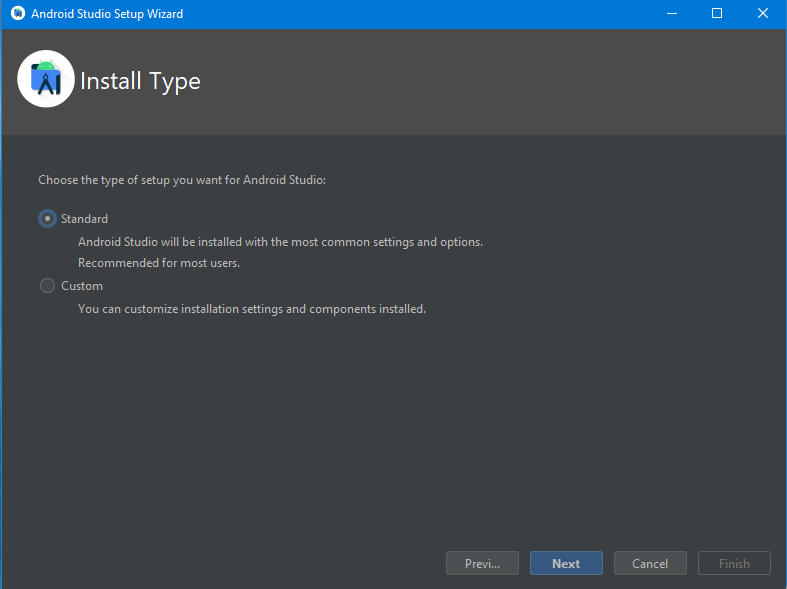 Android Studio Setup Wizard
Install Type
Choose the type of setup you want for Android Studio:
Standard
Android Studio will be installed with the most common settings and options.
Recommended for most users.
Custom
You can customize installation settings and components installed.
Previ...
Next
Cancel
Finish